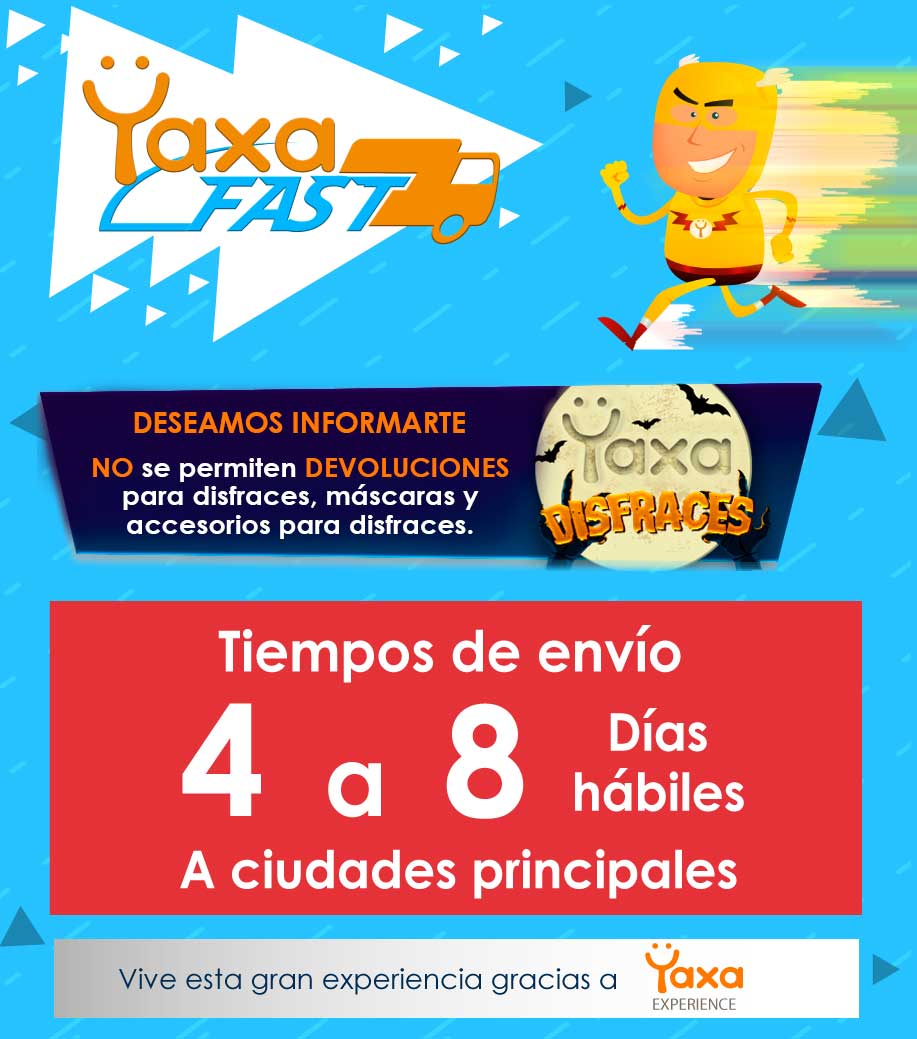 Yaxa
FAST
DESEAMOS INFORMARTE
NO se permiten DEVOLUCIONES
para disfraces, máscaras y
accesorios para disfraces.
Yaxa
DISFRACES
Tiempos de envío
4 a 8 Días
hábiles
A ciudades principales
Vive esta gran experiencia gracias a Yaxa
EXPERIENCE